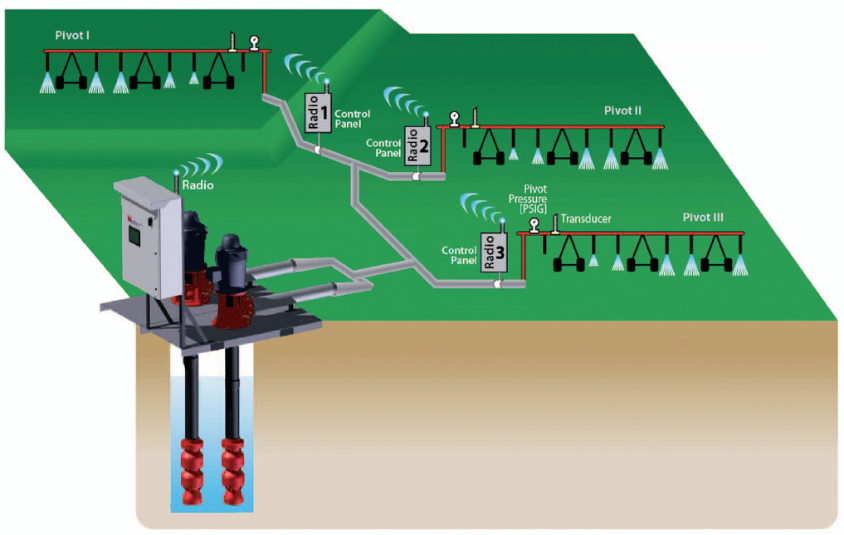 Pivot I
Radio
1
Control
Panel
Pivot II
Control
Panel
Radio
2
Radio
Pivot
Pressure
[PSIG]
Transducer
Pivot III
Control
Panel
Radio
3